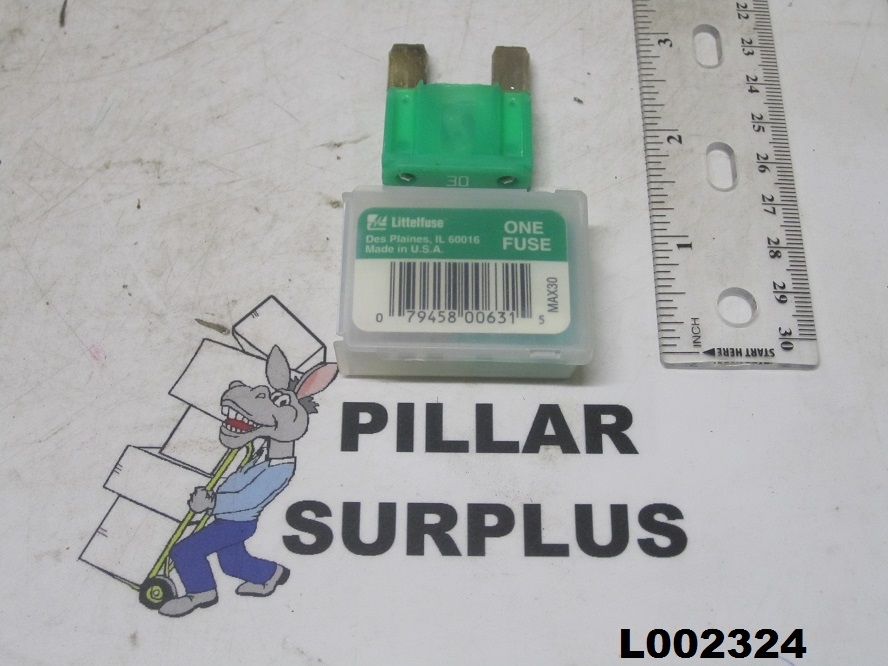 30
Littelfuse®
Des Plaines, IL 60016
Made in U.S.A.
ONE
FUSE
MAX30
0 79458 00631 5
3
2
1
INCH
START HERE
22
23
24
25
26
27
28
29
30
PILLAR
SURPLUS
L002324